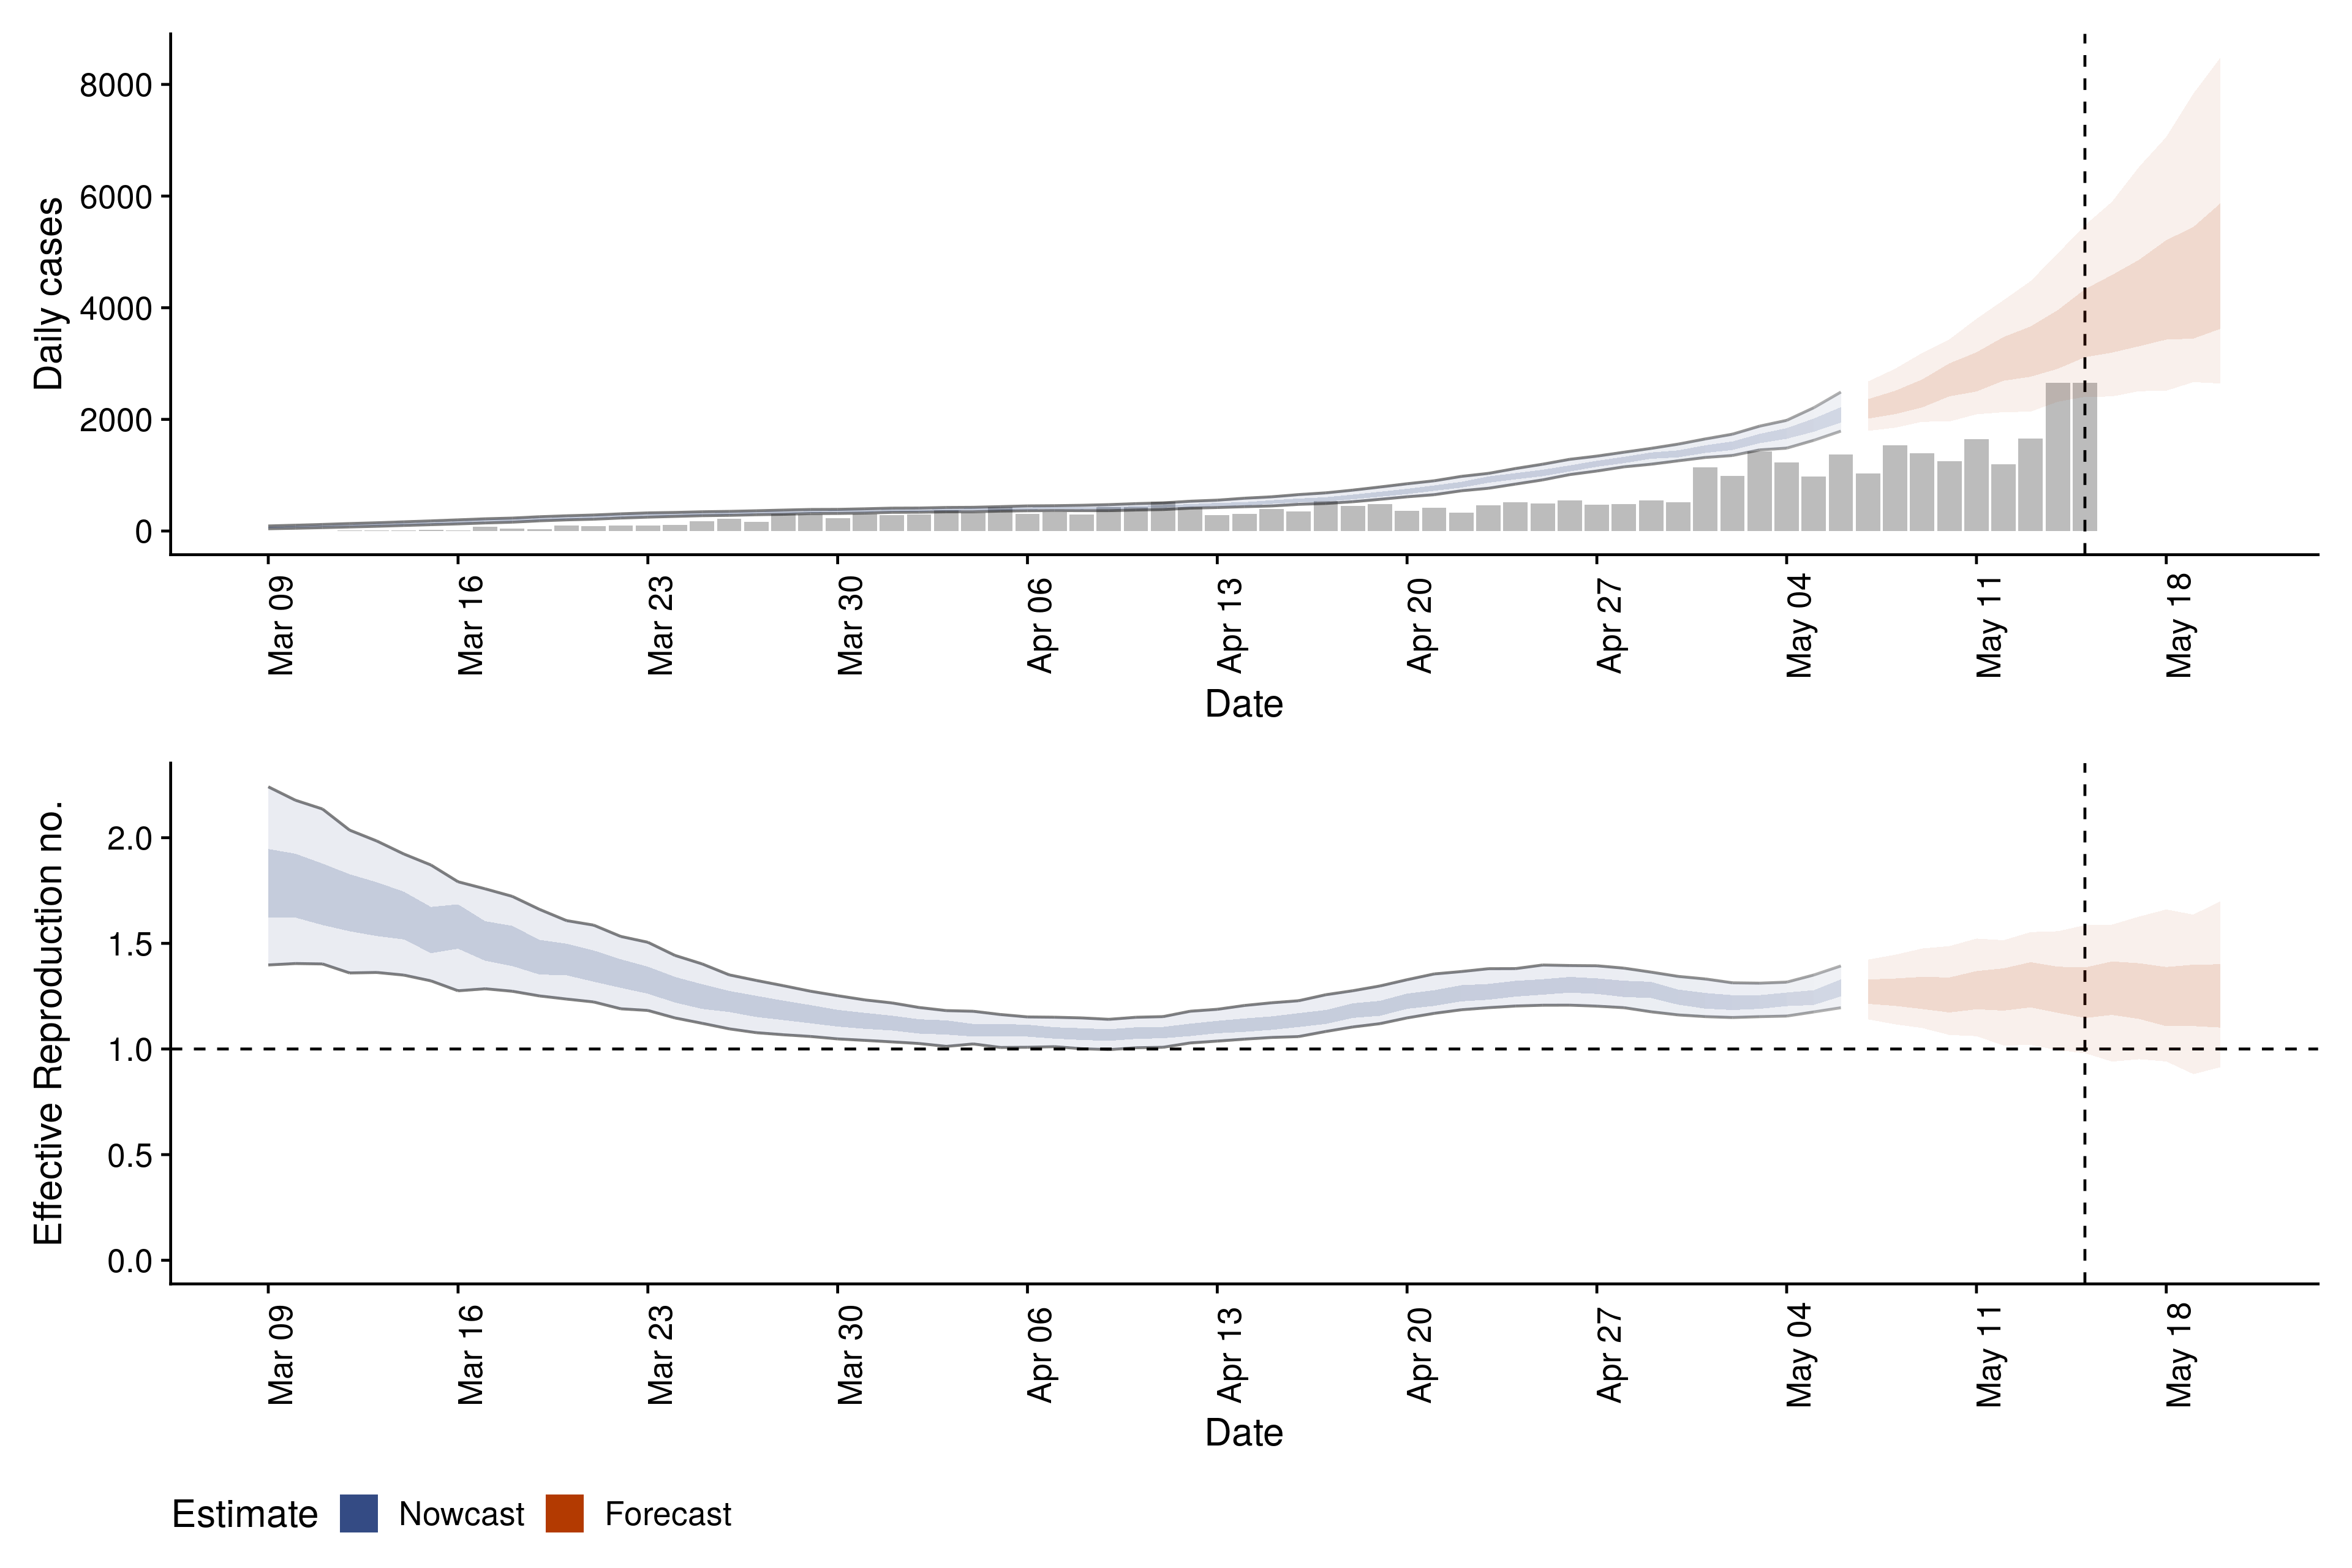 Daily cases
8000
6000
4000
2000
0
Mar 09
Mar 16
Mar 23
Mar 30
Apr 06
Apr 13
Apr 20
Apr 27
May 04
May 11
May 18
Date
Effective Reproduction no.
2.0
1.5
1.0
0.5
0.0
Mar 09
Mar 16
Mar 23
Mar 30
Apr 06
Apr 13
Apr 20
Apr 27
May 04
May 11
May 18
Date
Estimate Nowcast Forecast